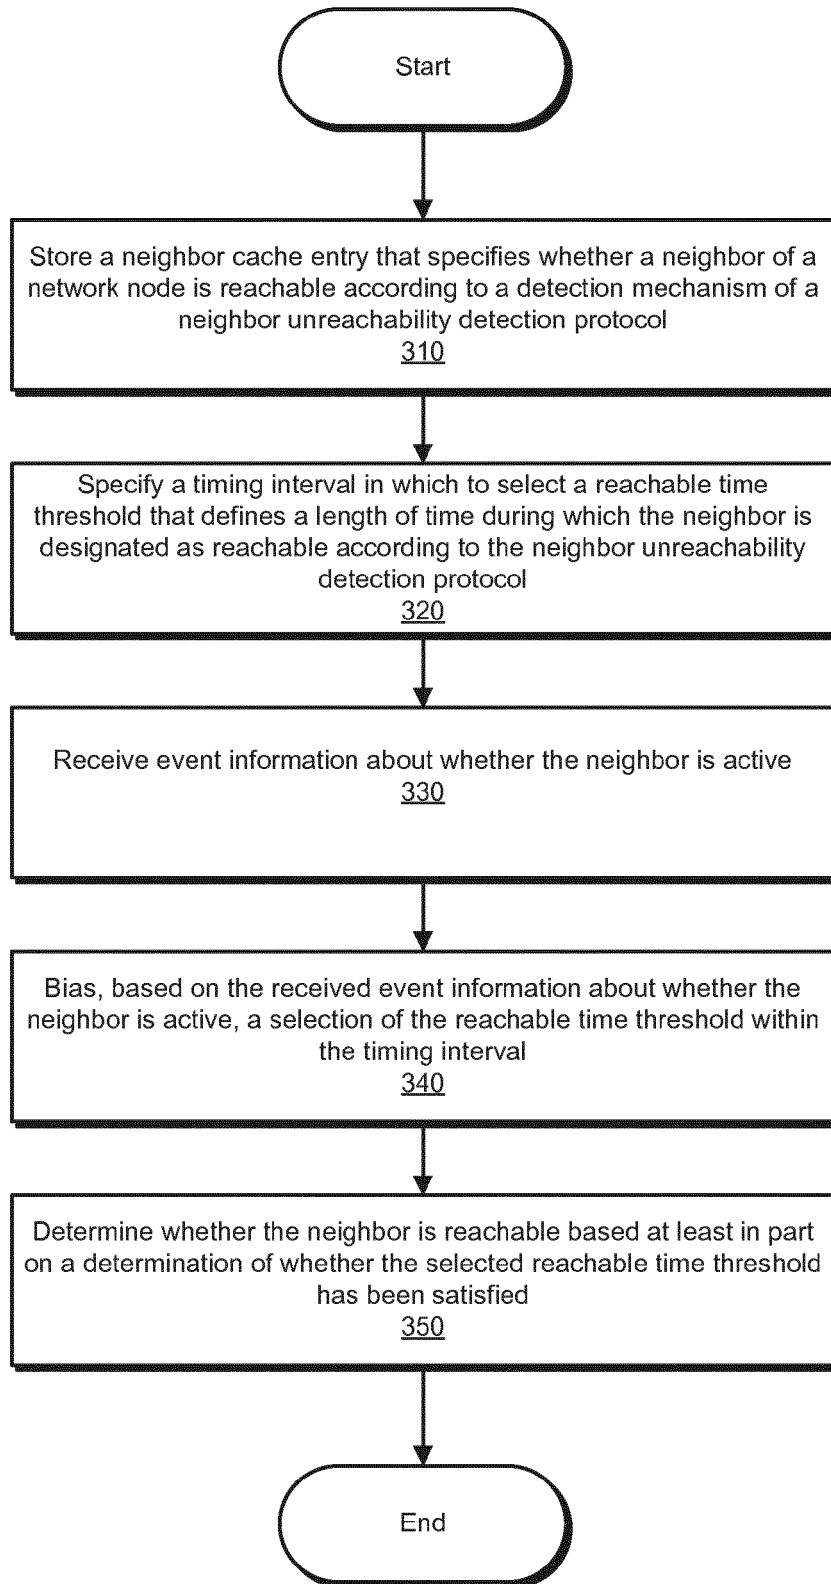 Start
Store a neighbor cache entry that specifies whether a neighbor of a
network node is reachable according to a detection mechanism of a
neighbor unreachability detection protocol
310
Specify a timing interval in which to select a reachable time
threshold that defines a length of time during which the neighbor is
designated as reachable according to the neighbor unreachability
detection protocol
320
Receive event information about whether the neighbor is active
330
Bias, based on the received event information about whether the
neighbor is active, a selection of the reachable time threshold within
the timing interval
340
Determine whether the neighbor is reachable based at least in part
on a determination of whether the selected reachable time threshold
has been satisfied
350
End